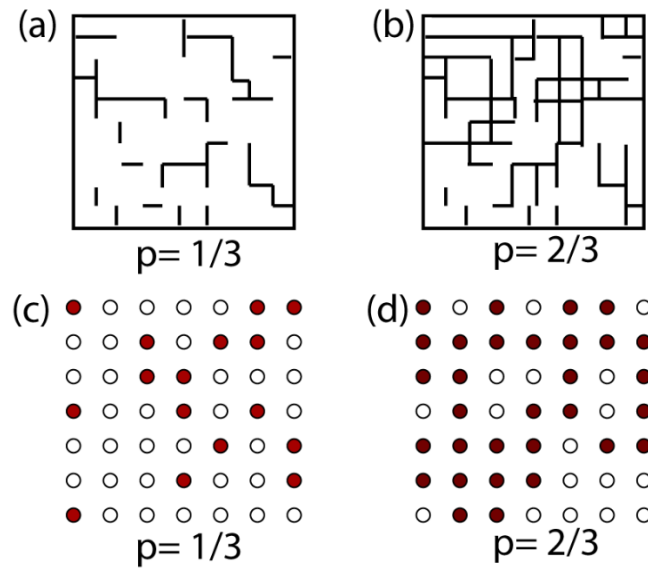 (a) (b)
p= 1/3 p= 2/3
(c) (d)
p= 1/3 p= 2/3